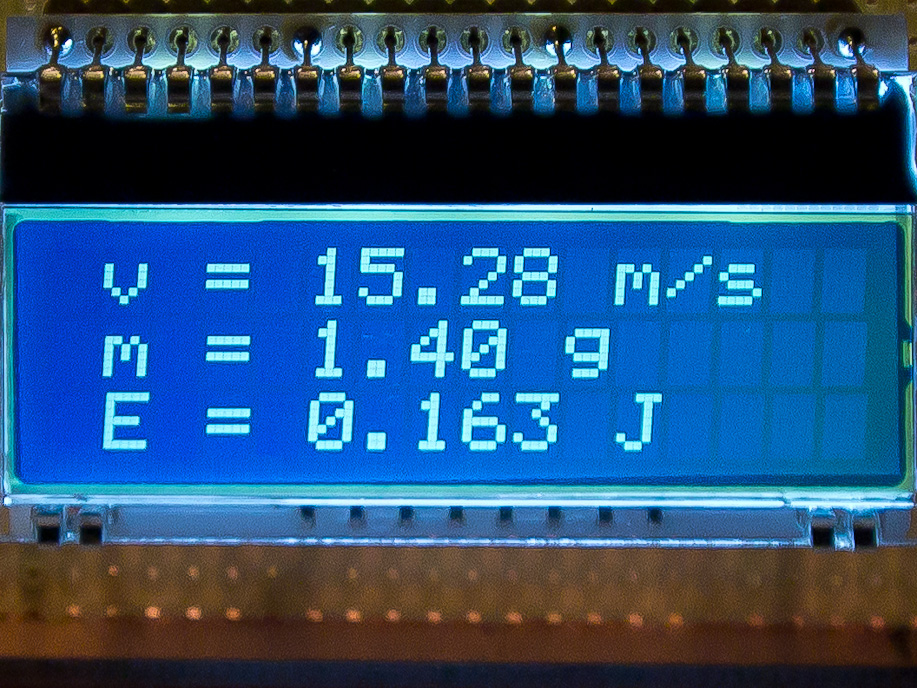 v = 15.28 m/s
m = 1.40 g
E = 0.163 J